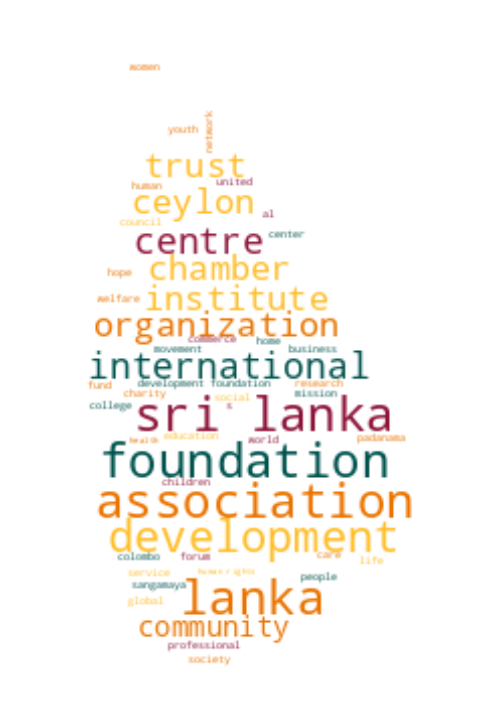 women
youth
network
trust
human united
ceylon
al
council
centre center
chamber
hope
welfare institute
organization
commerce home
movement business
international
fund development foundation research
charity social mission
college s
sri lanka
padanama
health education world
foundation
children
association
development
colombo forum care
life
service human rights
people
sangamaya
lanka
global
community
professional
society